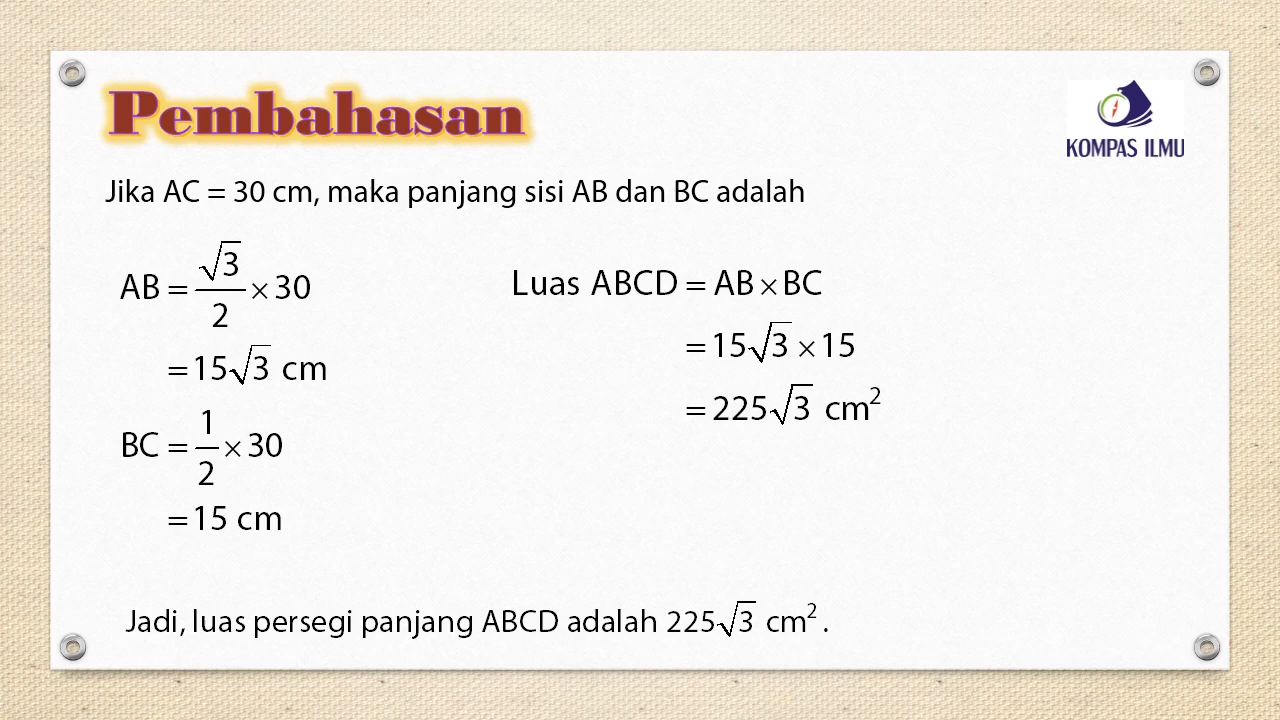 Pembahasan
KOMPAS ILMU
Jika AC = 30 cm, maka panjang sisi AB dan BC adalah
AB = √3/2 × 30
= 15√3 cm
BC = 1/2 × 30
= 15 cm
Luas ABCD = AB × BC
= 15√3 × 15
= 225√3 cm²
Jadi, luas persegi panjang ABCD adalah 225√3 cm².